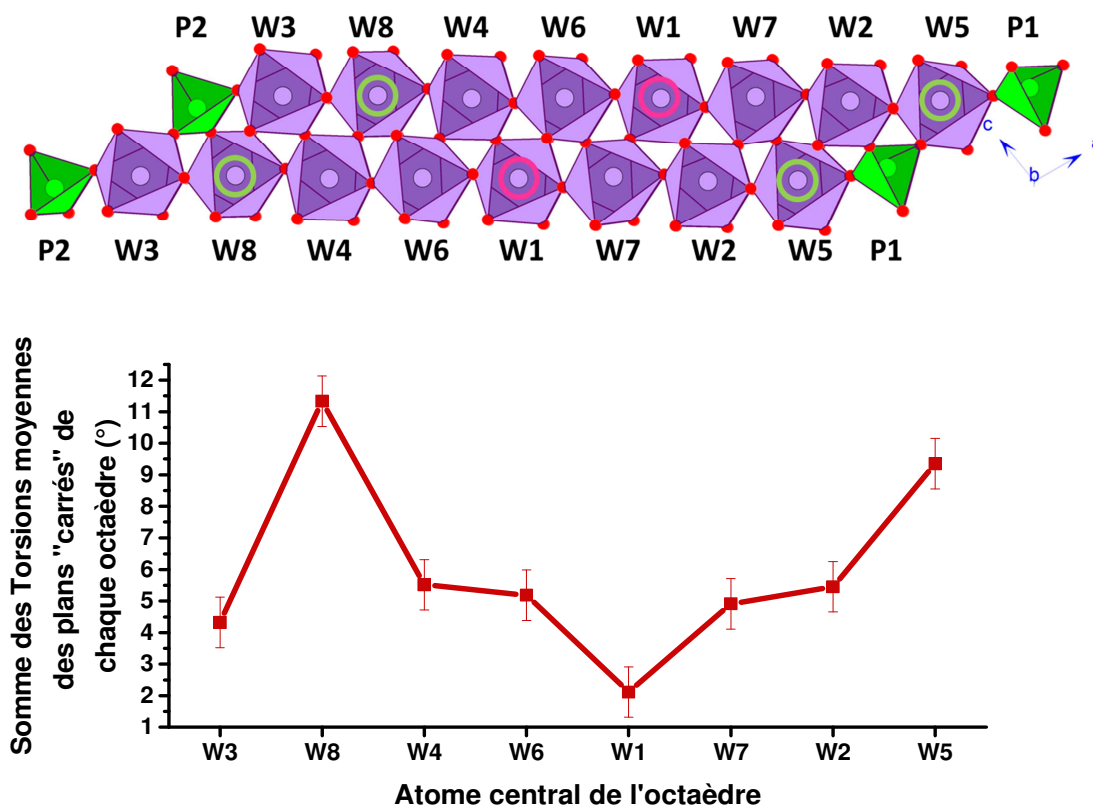 P2 W3 W8 W4 W6 W1 W7 W2 W5 P1
c
b
P2 W3 W8 W4 W6 W1 W7 W2 W5 P1
Somme des Torsions moyennes
des plans "carrés" de
chaque octaèdre (°)
12
11
10
9
8
7
6
5
4
3
2
1
W3 W8 W4 W6 W1 W7 W2 W5
Atome central de l'octaèdre